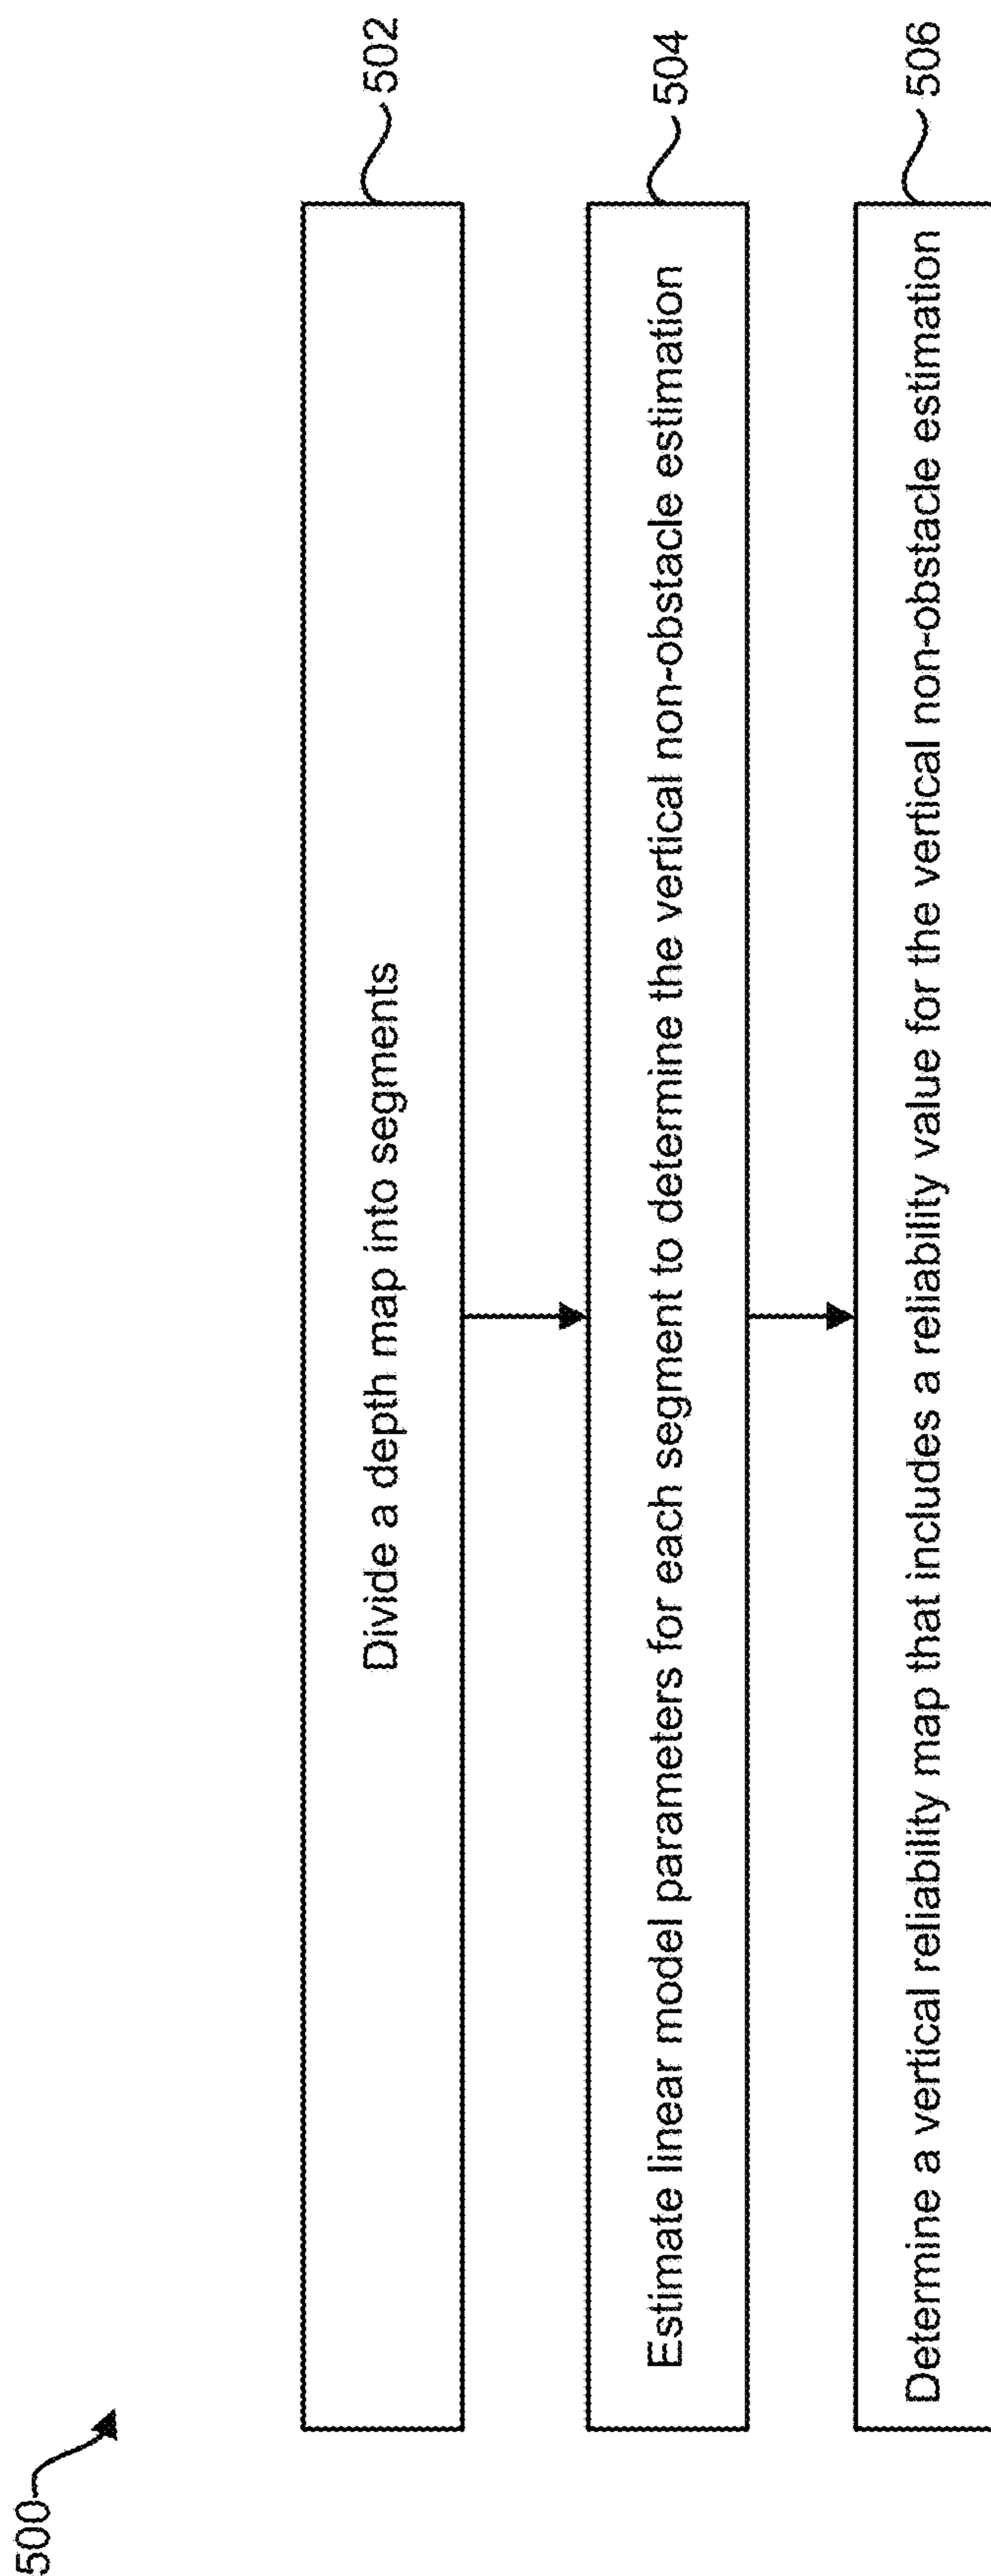 500
Divide a depth map into segments
502
Estimate linear model parameters for each segment to determine the vertical non-obstacle estimation
504
Determine a vertical reliability map that includes a reliability value for the vertical non-obstacle estimation
506